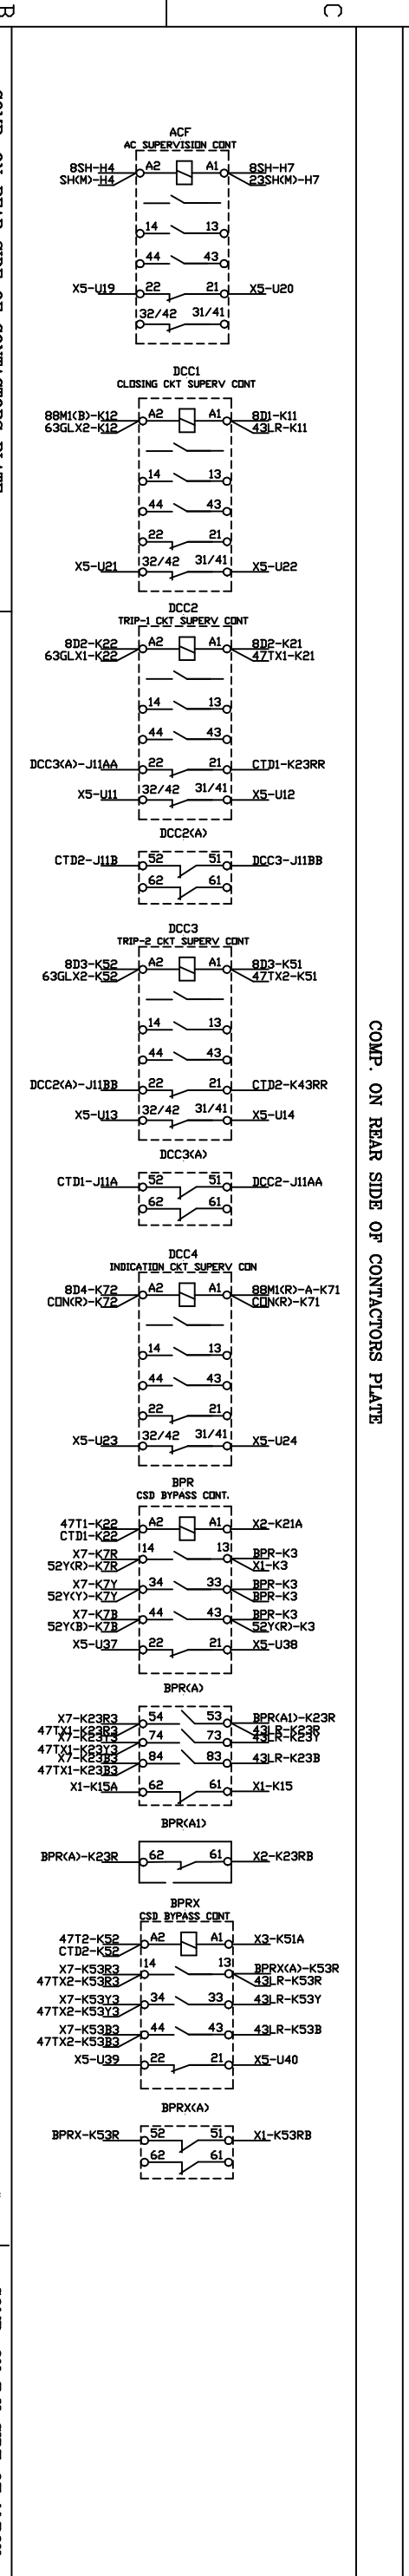 B
C
COMP. ON REAR SIDE OF CONTACTORS PLATE
ACF
AC SUPERVISION CONT
8SH-H4 A2 A1 8SH-H7
SH(M)-H4 23SH(M)-H7
14 13
44 43
X5-U19 22 21 X5-U20
32/42 31/41
DCC1
CLOSING CKT SUPERV CONT
88M1(B)-K12 A2 A1 8D1-K11
63GLX2-K12 43LR-K11
14 13
44 43
22 21
X5-U21 32/42 31/41 X5-U22
DCC2
TRIP-1 CKT SUPERV CONT
8D2-K22 A2 A1 8D2-K21
63GLX1-K22 47TX1-K21
14 13
44 43
DCC3(A)-J11AA 22 21 CTD1-K23RR
X5-U11 32/42 31/41 X5-U12
DCC2(A)
CTD2-J11B 52 51 DCC3-J11BB
62 61
DCC3
TRIP-2 CKT SUPERV CONT
8D3-K52 A2 A1 8D3-K51
63GLX2-K52 47TX2-K51
14 13
44 43
DCC2(A)-J11BB 22 21 CTD2-K43RR
X5-U13 32/42 31/41 X5-U14
DCC3(A)
CTD1-J11A 52 51 DCC2-J11AA
62 61
DCC4
INDICATION CKT SUPERV CON
8D4-K72 A2 A1 88M1(R)-A-K71
CON(R)-K72 CON(R)-K71
14 13
44 43
22 21
X5-U23 32/42 31/41 X5-U24
BPR
CSD BYPASS CONT.
47T1-K22 A2 A1 X2-K21A
CTD1-K22
X7-K7R 14 13 BPR-K3
52Y(R)-K7R X1-K3
X7-K7Y 34 33 BPR-K3
52Y(Y)-K7Y BPR-K3
X7-K7B 44 43 BPR-K3
52Y(B)-K7B 52Y(R)-K3
X5-U37 22 21 X5-U38
BPR(A)
X7-K23R3 54 53 BPR(A1)-K23R
47TX1-K23R3 43LR-K23R
X7-K23Y3 74 73 43LR-K23Y
47TX1-K23Y3
X7-K23B3 84 83 43LR-K23B
47TX1-K23B3
X1-K15A 62 61 X1-K15
BPR(A1)
BPR(A)-K23R 62 61 X2-K23RB
BPRX
CSD BYPASS CONT
47T2-K52 A2 A1 X3-K51A
CTD2-K52
X7-K53R3 14 13 BPRX(A)-K53R
47TX2-K53R3 43LR-K53R
X7-K53Y3 34 33 43LR-K53Y
47TX2-K53Y3
X7-K53B3 44 43 43LR-K53B
47TX2-K53B3
X5-U39 22 21 X5-U40
BPRX(A)
BPRX-K53R 52 51 X1-K53RB
62 61